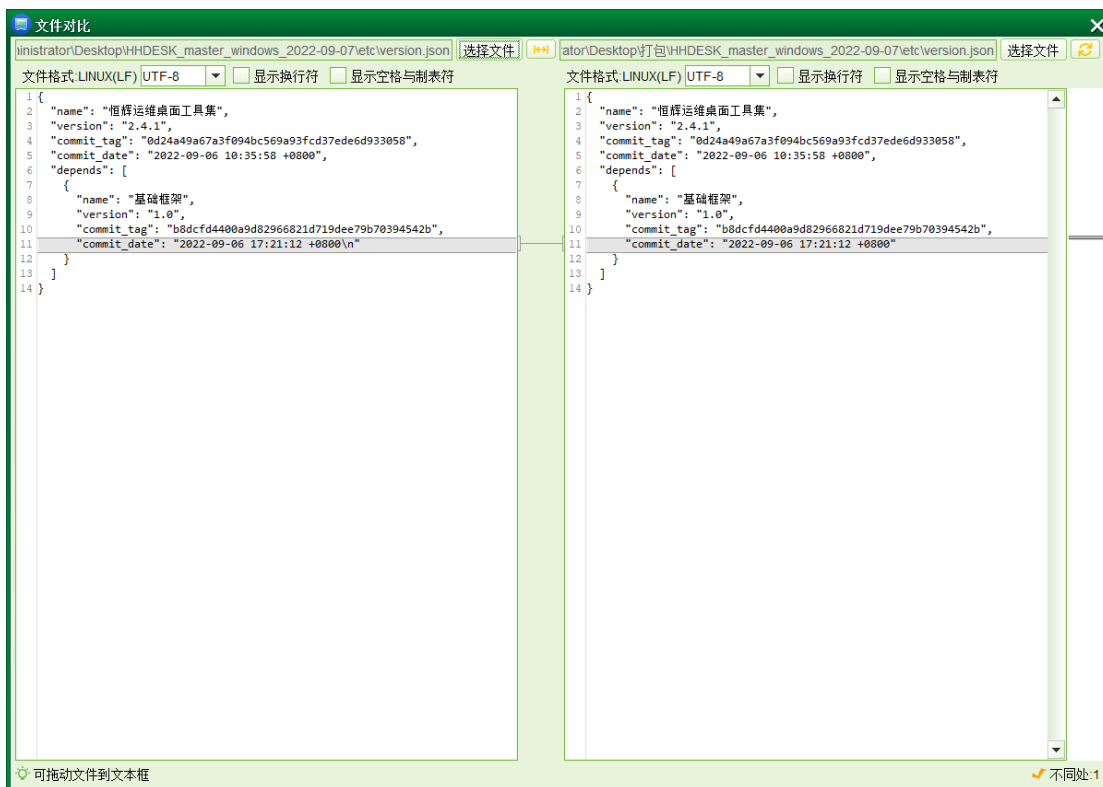 文件对比
inistrator\Desktop\HHDESK_master_windows_2022-09-07\etc\version.json 选择文件 ator\Desktop\打包\HHDESK_master_windows_2022-09-07\etc\version.json 选择文件
文件格式:LINUX(LF) UTF-8 显示换行符 显示空格与制表符 文件格式:LINUX(LF) UTF-8 显示换行符 显示空格与制表符
1 {
2 "name": "恒辉运维桌面工具集",
3 "version": "2.4.1",
4 "commit_tag": "0d24a49a67a3f094bc569a93fcd37ede6d933058",
5 "commit_date": "2022-09-06 10:35:58 +0800",
6 "depends": [
7 {
8 "name": "基础框架",
9 "version": "1.0",
10 "commit_tag": "b8dcfd4400a9d82966821d719dee79b70394542b",
11 "commit_date": "2022-09-06 17:21:12 +0800\n"
12 }
13 ]
14 }
1 {
2 "name": "恒辉运维桌面工具集",
3 "version": "2.4.1",
4 "commit_tag": "0d24a49a67a3f094bc569a93fcd37ede6d933058",
5 "commit_date": "2022-09-06 10:35:58 +0800",
6 "depends": [
7 {
8 "name": "基础框架",
9 "version": "1.0",
10 "commit_tag": "b8dcfd4400a9d82966821d719dee79b70394542b",
11 "commit_date": "2022-09-06 17:21:12 +0800"
12 }
13 ]
14 }
可拖动文件到文本框 不同处:1